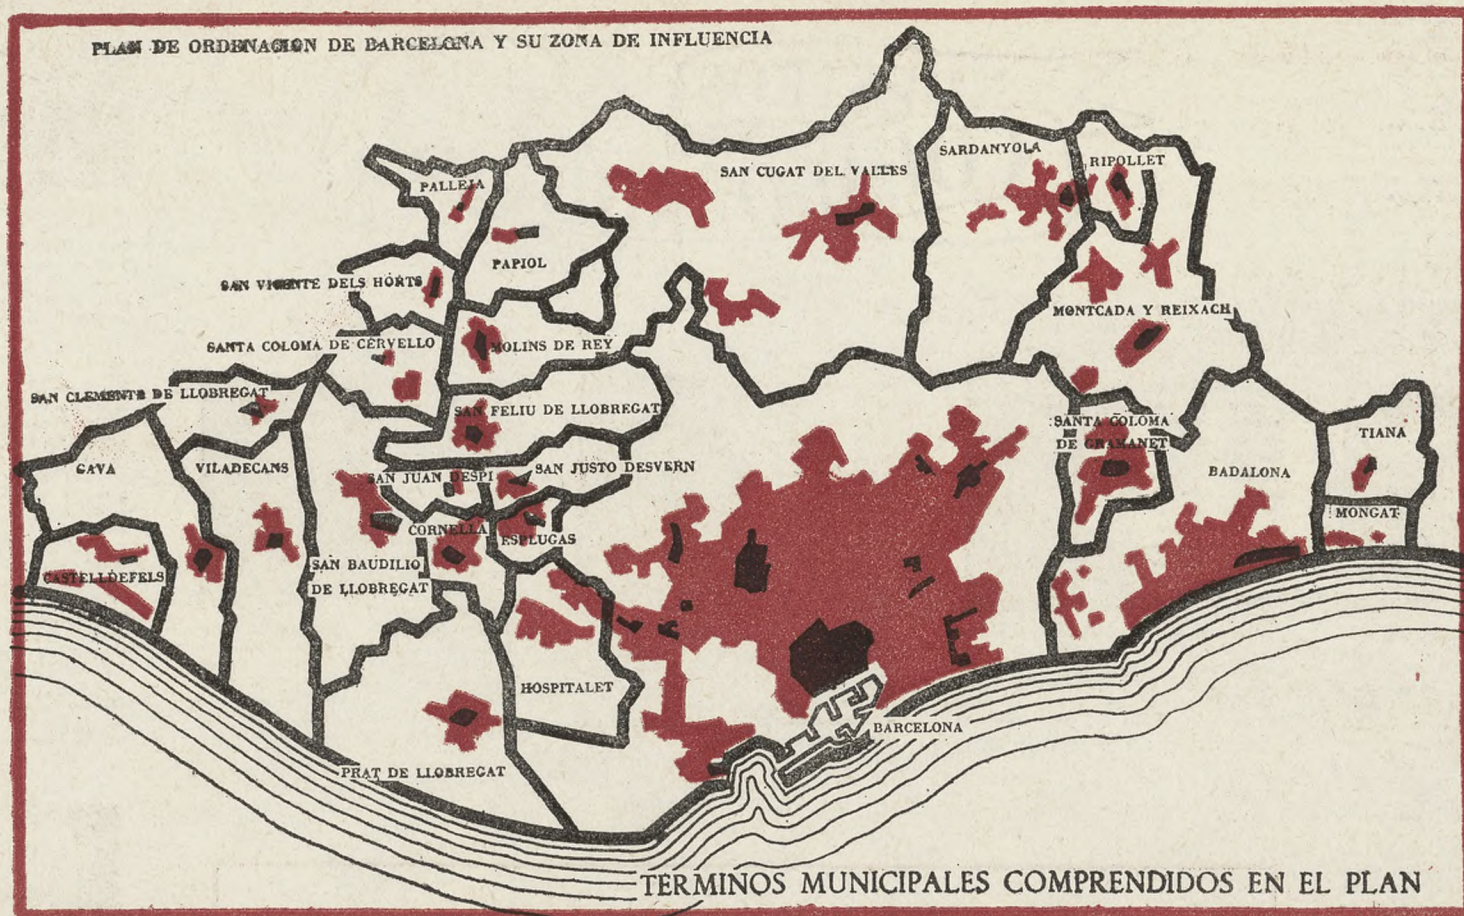 PLAN DE ORDENACION DE BARCELONA Y SU ZONA DE INFLUENCIA
SARDANYOLA
RIPOLLET
SAN CUGAT DEL VALLES
PALLEJA
PAPIOL
SAN VICENTE DELS HORTS
MONTCADA Y REIXACH
SANTA COLOMA DE CERVELLO
MOLINS DE REY
SAN CLEMENTE DE LLOBREGAT
SAN FELIU DE LLOBREGAT
SANTA COLOMA
DE GRAMANET
TIANA
GAVA
VILADECANS
SAN JUAN DESPI
SAN JUSTO DESVERN
BADALONA
MONGAT
CORNELLA
ESPLUGAS
CASTELLDEFELS
SAN BAUDILIO
DE LLOBREGAT
HOSPITALET
BARCELONA
PRAT DE LLOBREGAT
TERMINOS MUNICIPALES COMPRENDIDOS EN EL PLAN